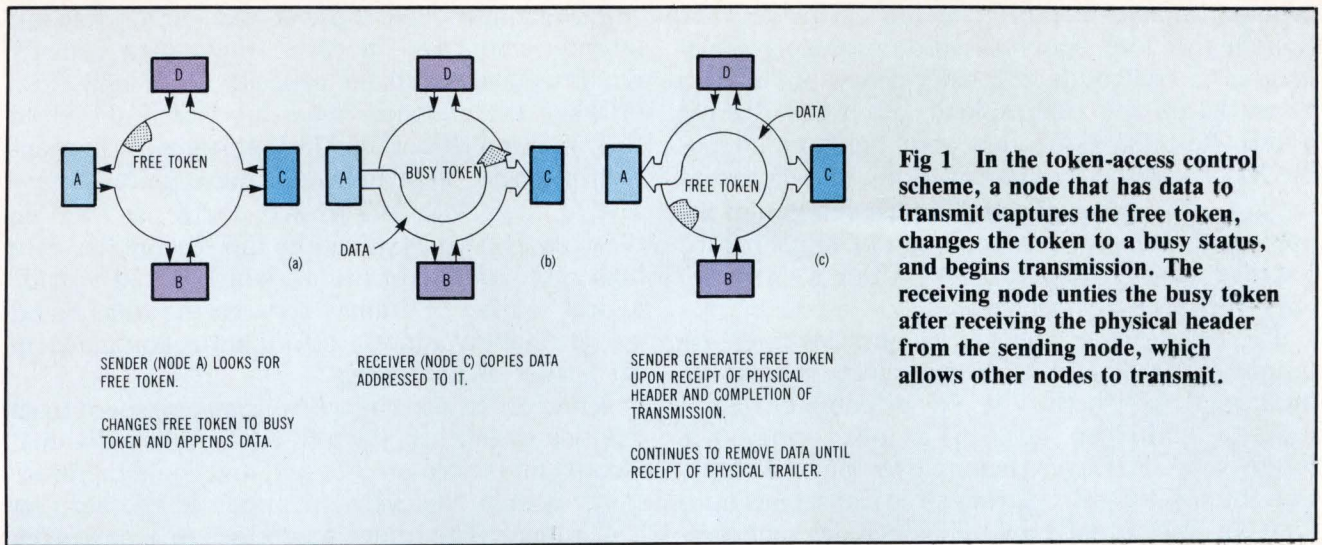 D
A
FREE TOKEN
C
B
(a)
SENDER (NODE A) LOOKS FOR
FREE TOKEN.
CHANGES FREE TOKEN TO BUSY
TOKEN AND APPENDS DATA.
D
A
BUSY TOKEN
C
DATA
B
(b)
RECEIVER (NODE C) COPIES DATA
ADDRESSED TO IT.
D
DATA
A
FREE TOKEN
C
B
(c)
SENDER GENERATES FREE TOKEN
UPON RECEIPT OF PHYSICAL
HEADER AND COMPLETION OF
TRANSMISSION.
CONTINUES TO REMOVE DATA UNTIL
RECEIPT OF PHYSICAL TRAILER.
Fig 1 In the token-access control
scheme, a node that has data to
transmit captures the free token,
changes the token to a busy status,
and begins transmission. The
receiving node unties the busy token
after receiving the physical header
from the sending node, which
allows other nodes to transmit.